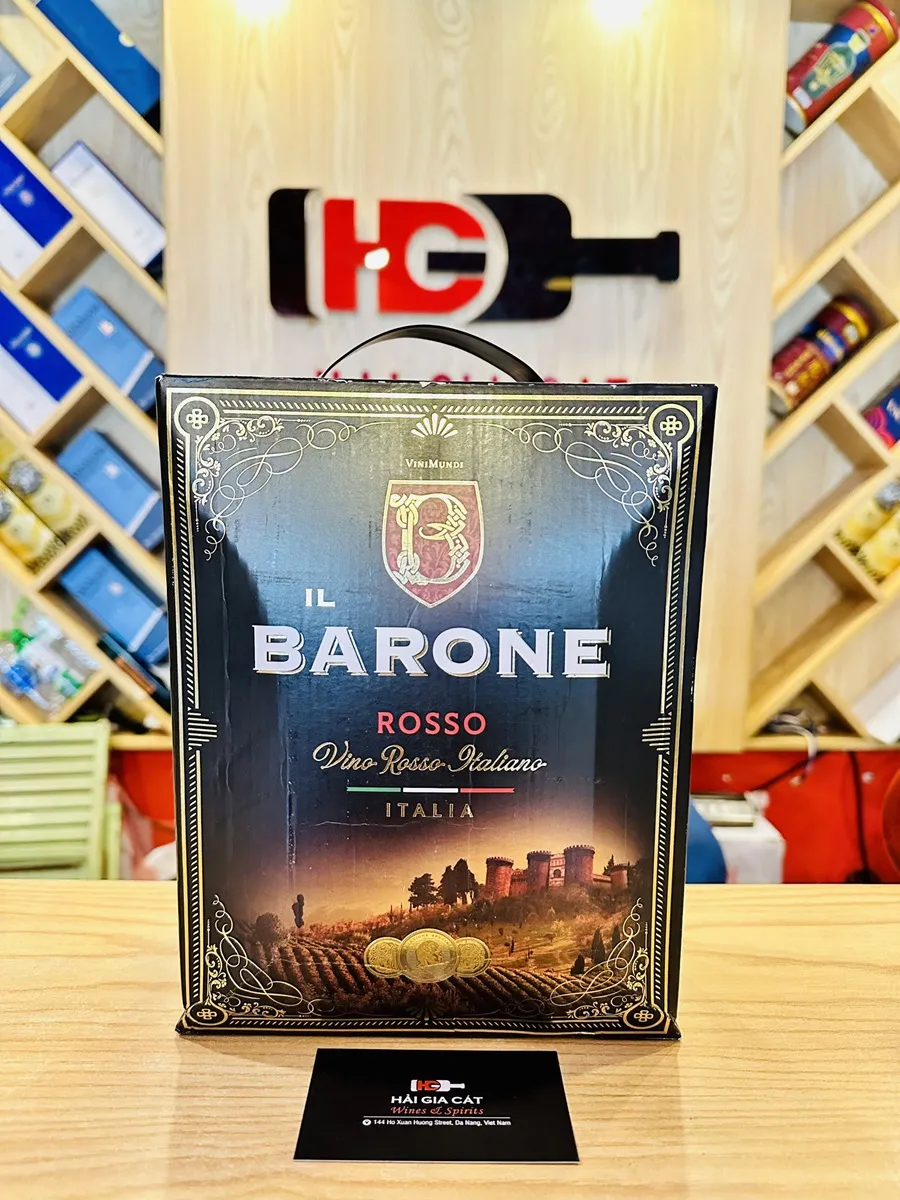 HG
VINIMUNDI
B
IL
BARONE
ROSSO
Vino Rosso Italiano
ITALIA
HG
HẢI GIA CÁT
Wines & Spirits
144 Ho Xuan Huong Street, Da Nang, Viet Nam